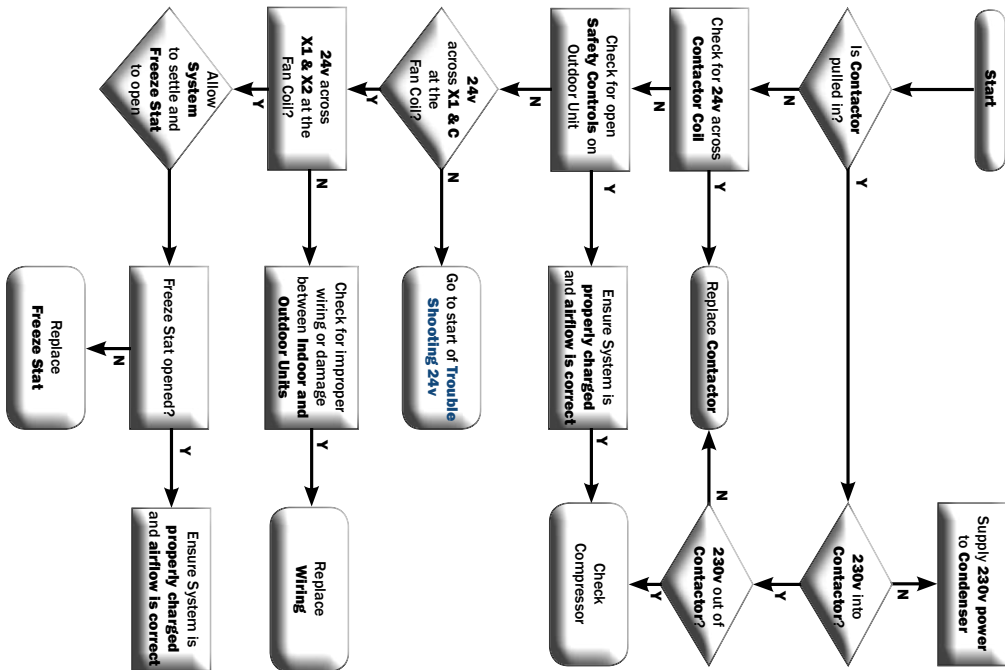 Start
Is Contactor
pulled in?
N
Y
Check for 24v across
Contactor Coil
N
Y
Check for open
Safety Controls on
Outdoor Unit
N
Y
24v
across X1 & C
at the
Fan Coil?
Y
N
24v across
X1 & X2 at the
Fan Coil?
Y
N
Allow
System
to settle and
Freeze Stat
to open
Replace Contactor
Ensure System is
properly charged
and airflow is correct
Y
Go to start of Trouble
Shooting 24v
Check for improper
wiring or damage
between Indoor and
Outdoor Units
Y
Freeze Stat opened?
N
Y
Replace
Freeze Stat
Supply 230v power
to Condenser
230v into
Contactor?
N
Y
230v out of
Contactor?
N
Y
Check
Compressor
Replace
Wiring
Ensure System is
properly charged
and airflow is correct